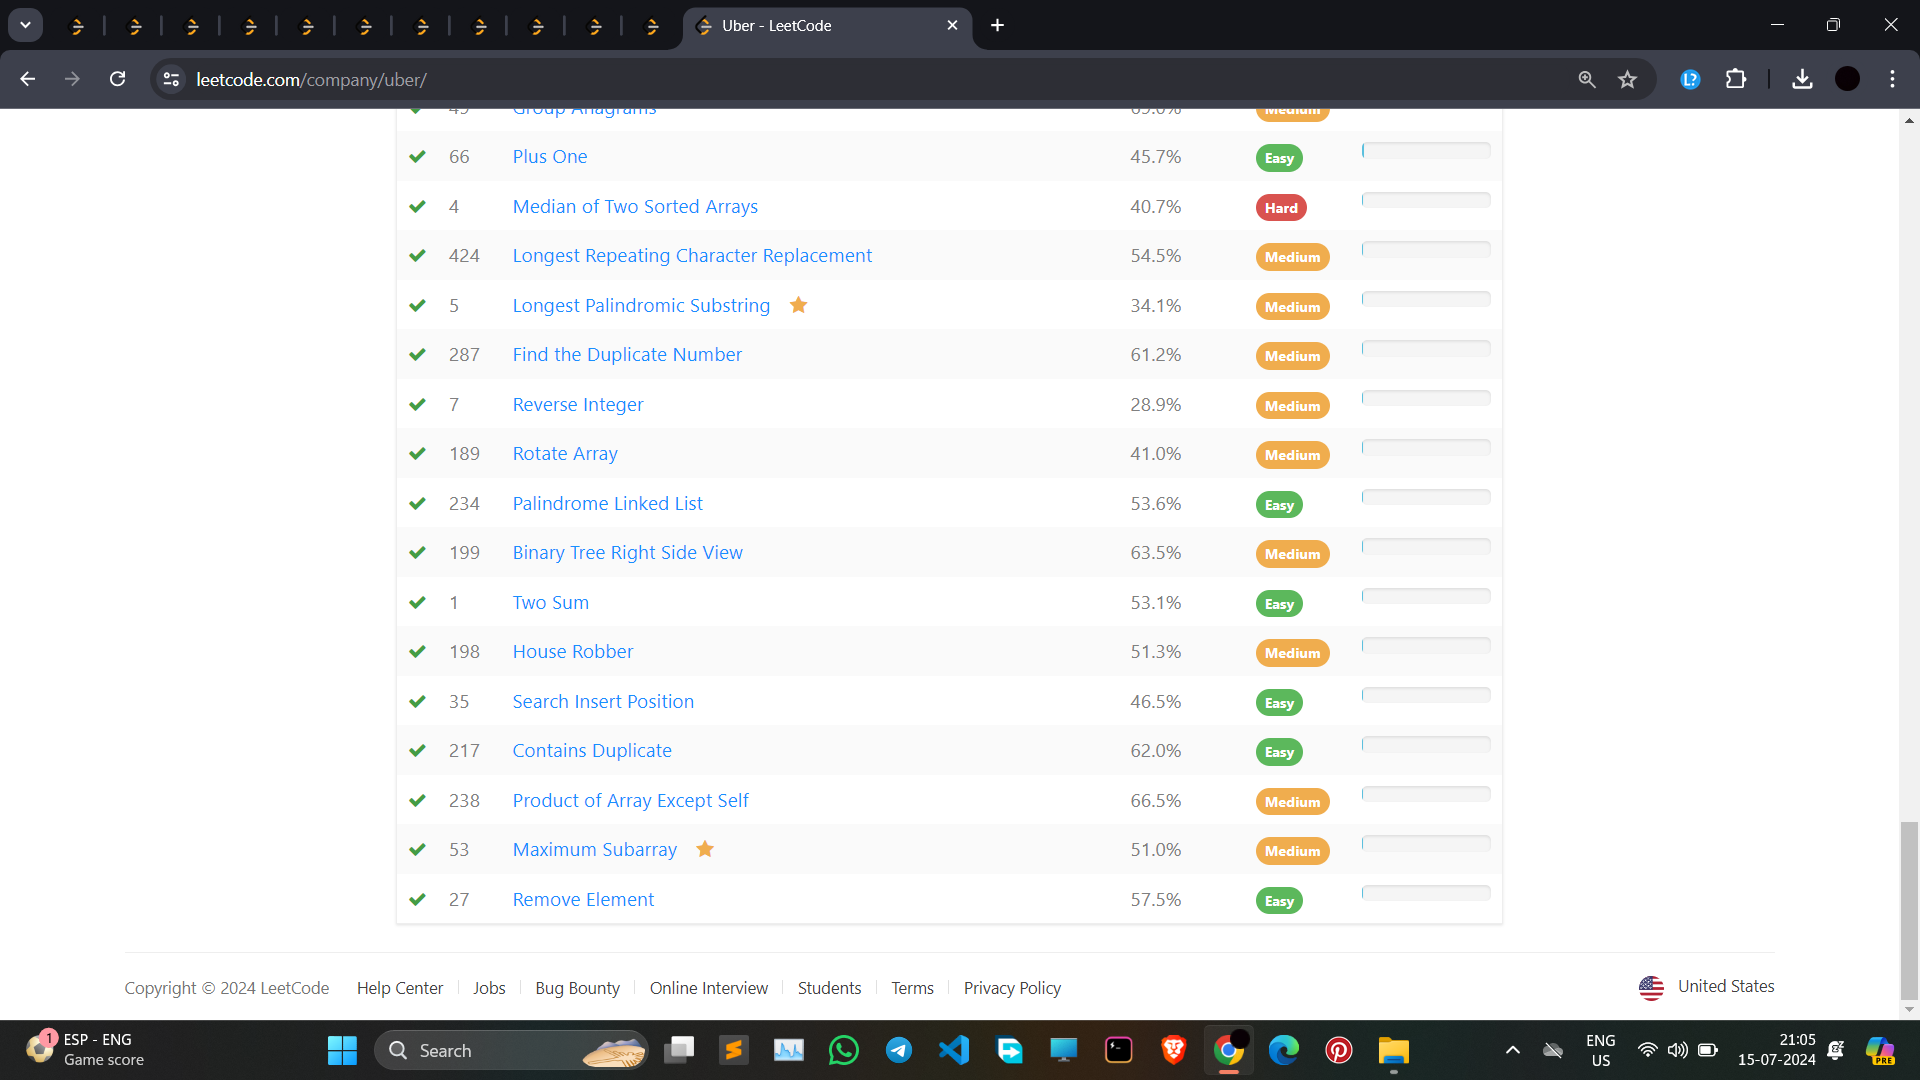 Uber - LeetCode
leetcode.com/company/uber/
49 Group Anagrams 69.0% Medium
66 Plus One 45.7% Easy
4 Median of Two Sorted Arrays 40.7% Hard
424 Longest Repeating Character Replacement 54.5% Medium
5 Longest Palindromic Substring 34.1% Medium
287 Find the Duplicate Number 61.2% Medium
7 Reverse Integer 28.9% Medium
189 Rotate Array 41.0% Medium
234 Palindrome Linked List 53.6% Easy
199 Binary Tree Right Side View 63.5% Medium
1 Two Sum 53.1% Easy
198 House Robber 51.3% Medium
35 Search Insert Position 46.5% Easy
217 Contains Duplicate 62.0% Easy
238 Product of Array Except Self 66.5% Medium
53 Maximum Subarray 51.0% Medium
27 Remove Element 57.5% Easy
Copyright © 2024 LeetCode Help Center Jobs Bug Bounty Online Interview Students Terms Privacy Policy United States
1 ESP - ENG
Game score
Search
ENG
US
21:05
15-07-2024
PRE